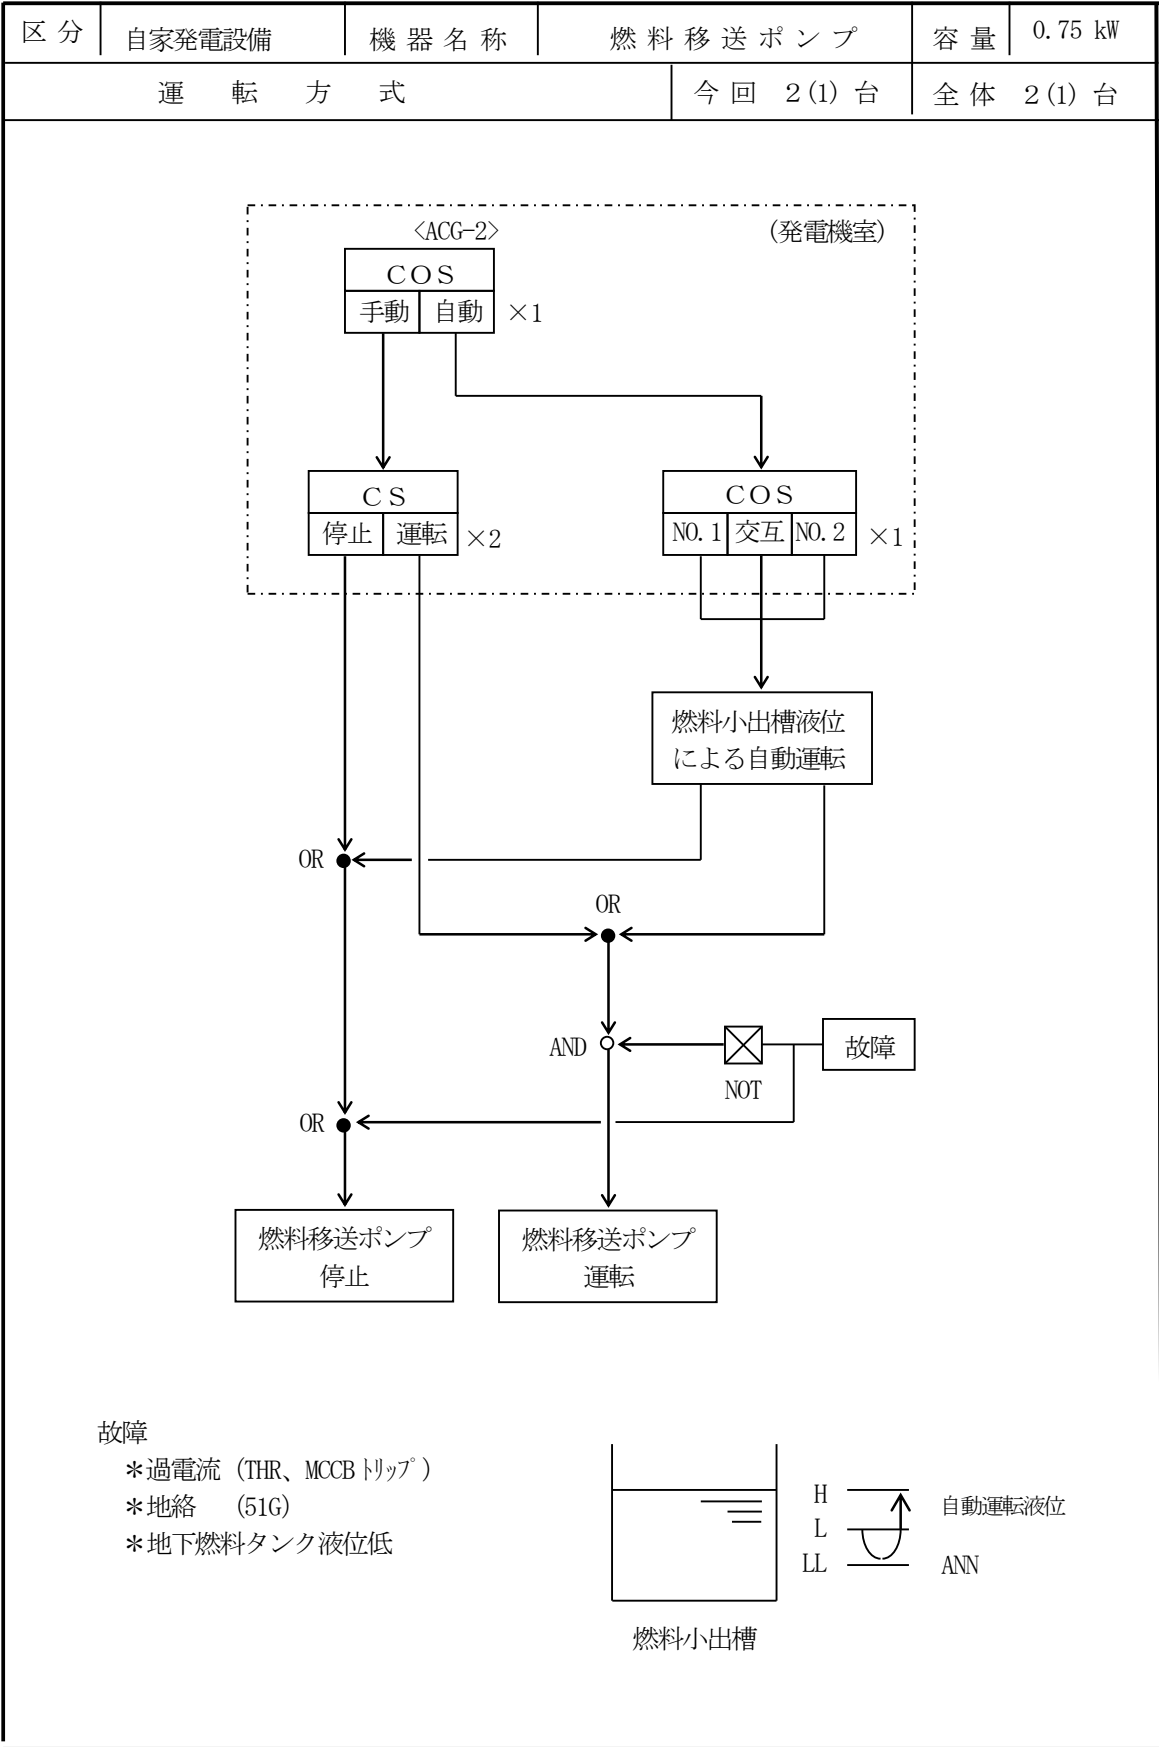 区分 自家発電設備 機器名称 燃料移送ポンプ 容量 0.75 kW
運転方式 今回 2(1) 台 全体 2(1) 台
<ACG-2> (発電機室)
COS
手動 自動 ×1
CS
停止 運転 ×2
COS
NO.1 交互 NO.2 ×1
燃料小出槽液位
による自動運転
OR
OR
AND
NOT
故障
OR
燃料移送ポンプ
停止
燃料移送ポンプ
運転
故障
＊過電流 (THR、MCCBﾄﾘｯﾌﾟ)
＊地絡 (51G)
＊地下燃料タンク液位低
H
L
LL
自動運転液位
ANN
燃料小出槽